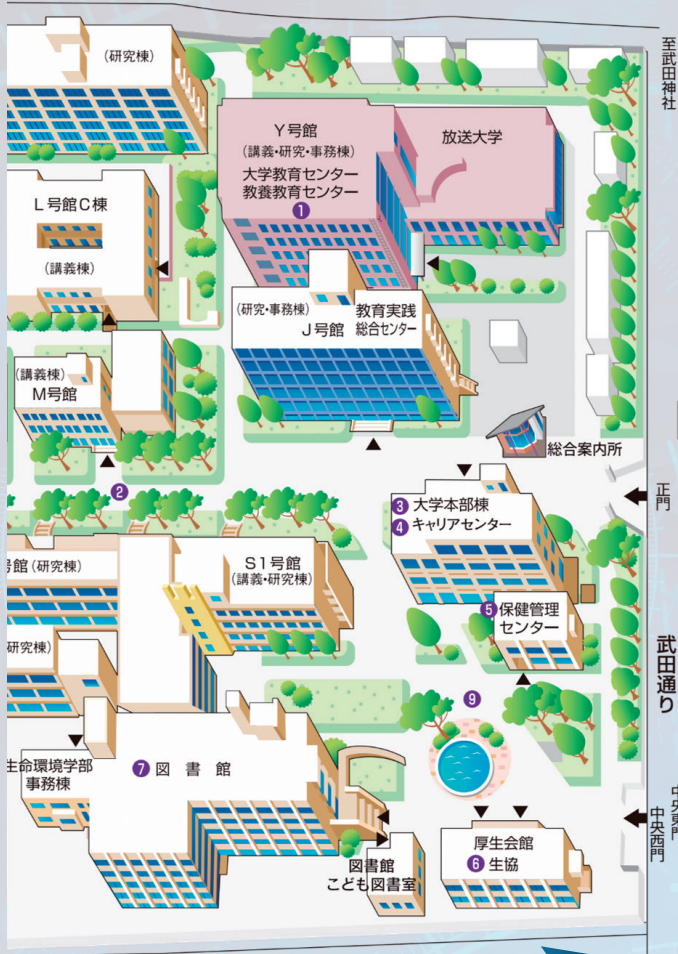 (研究棟)
至武田神社
Y号館
(講義・研究・事務棟)
大学教育センター
教養教育センター
1
放送大学
L号館C棟
(講義棟)
(研究・事務棟)
J号館
教育実践
総合センター
(講義棟)
M号館
総合案内所
2
3 大学本部棟
4 キャリアセンター
正門
号館(研究棟)
S1号館
(講義・研究棟)
5 保健管理
センター
研究棟)
武田通り
9
生命環境学部
事務棟
7 図書館
中央東門
中央西門
厚生会館
6 生協
図書館
こども図書室